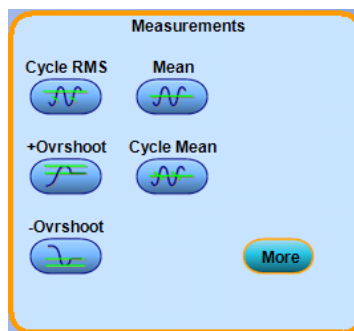 Measurements
Cycle RMS Mean
+Ovrshoot Cycle Mean
-Ovrshoot
More